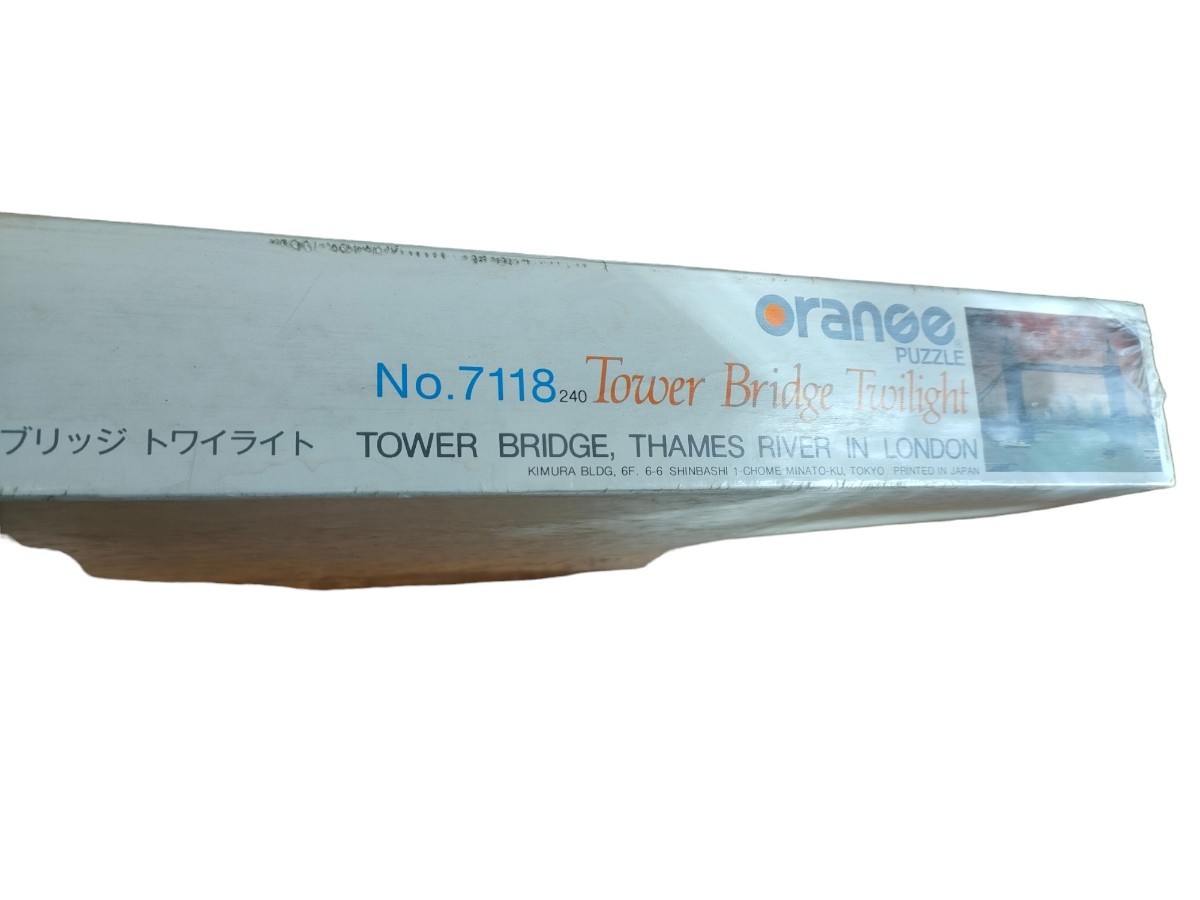 orange
PUZZLE
No.7118 240 Tower Bridge Twilight
ブリッジ トワイライト TOWER BRIDGE, THAMES RIVER IN LONDON
KIMURA BLDG, 6F. 6-6 SHINBASHI 1-CHOME MINATO-KU, TOKYO. PRINTED IN JAPAN